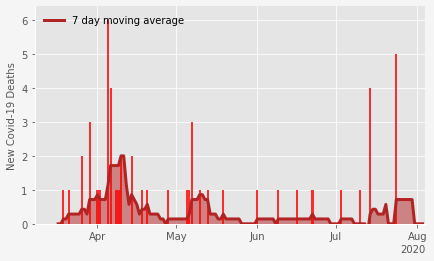 7 day moving average
New Covid-19 Deaths
6
5
4
3
2
1
0
Apr
May
Jun
Jul
Aug
2020